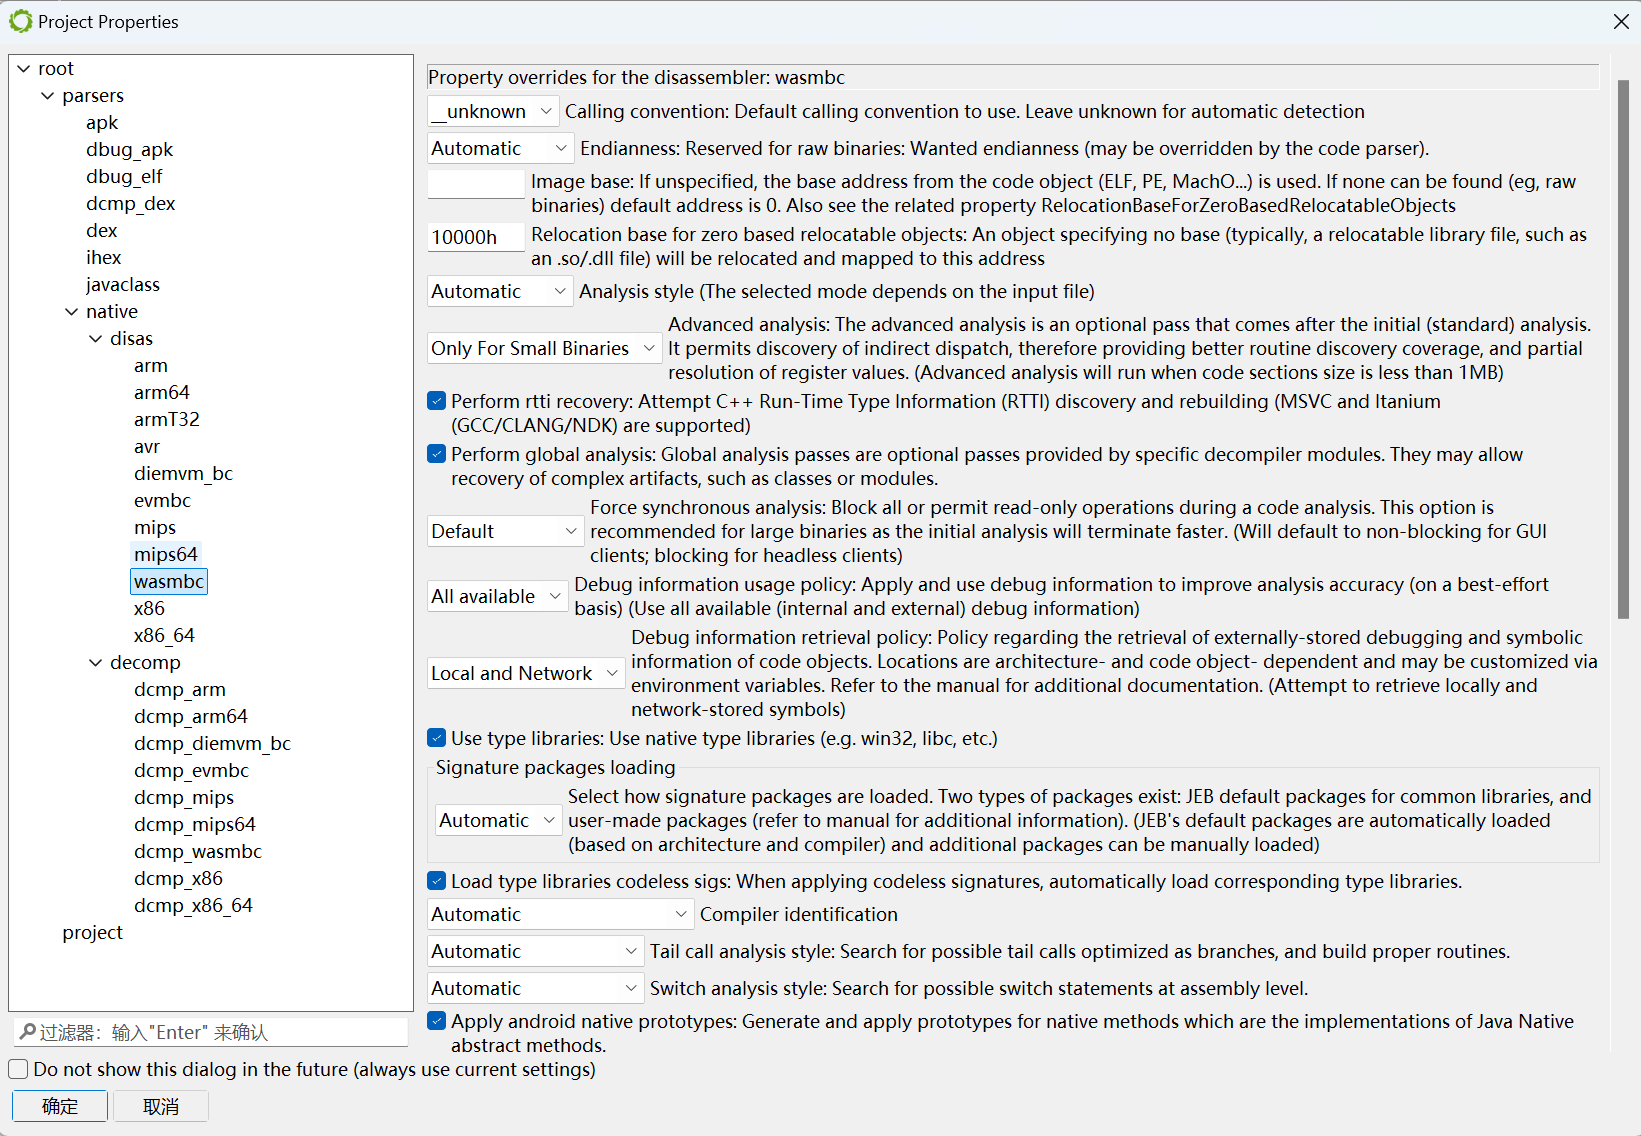 Project Properties
root
parsers
apk
dbug_apk
dbug_elf
dcmp_dex
dex
ihex
javaclass
native
disas
arm
arm64
armT32
avr
diemvm_bc
evmbc
mips
mips64
wasmbc
x86
x86_64
decomp
dcmp_arm
dcmp_arm64
dcmp_diemvm_bc
dcmp_evmbc
dcmp_mips
dcmp_mips64
dcmp_wasmbc
dcmp_x86
dcmp_x86_64
project
过滤器：输入"Enter" 来确认
Property overrides for the disassembler: wasmbc
__unknown Calling convention: Default calling convention to use. Leave unknown for automatic detection
Automatic Endianness: Reserved for raw binaries: Wanted endianness (may be overridden by the code parser).
Image base: If unspecified, the base address from the code object (ELF, PE, MachO...) is used. If none can be found (eg, raw
binaries) default address is 0. Also see the related property RelocationBaseForZeroBasedRelocatableObjects
10000h Relocation base for zero based relocatable objects: An object specifying no base (typically, a relocatable library file, such as
an .so/.dll file) will be relocated and mapped to this address
Automatic Analysis style (The selected mode depends on the input file)
Advanced analysis: The advanced analysis is an optional pass that comes after the initial (standard) analysis.
Only For Small Binaries It permits discovery of indirect dispatch, therefore providing better routine discovery coverage, and partial
resolution of register values. (Advanced analysis will run when code sections size is less than 1MB)
Perform rtti recovery: Attempt C++ Run-Time Type Information (RTTI) discovery and rebuilding (MSVC and Itanium
(GCC/CLANG/NDK) are supported)
Perform global analysis: Global analysis passes are optional passes provided by specific decompiler modules. They may allow
recovery of complex artifacts, such as classes or modules.
Force synchronous analysis: Block all or permit read-only operations during a code analysis. This option is
Default recommended for large binaries as the initial analysis will terminate faster. (Will default to non-blocking for GUI
clients; blocking for headless clients)
Debug information usage policy: Apply and use debug information to improve analysis accuracy (on a best-effort
All available basis) (Use all available (internal and external) debug information)
Debug information retrieval policy: Policy regarding the retrieval of externally-stored debugging and symbolic
information of code objects. Locations are architecture- and code object- dependent and may be customized via
Local and Network environment variables. Refer to the manual for additional documentation. (Attempt to retrieve locally and
network-stored symbols)
Use type libraries: Use native type libraries (e.g. win32, libc, etc.)
Signature packages loading
Select how signature packages are loaded. Two types of packages exist: JEB default packages for common libraries, and
Automatic user-made packages (refer to manual for additional information). (JEB's default packages are automatically loaded
(based on architecture and compiler) and additional packages can be manually loaded)
Load type libraries codeless sigs: When applying codeless signatures, automatically load corresponding type libraries.
Automatic Compiler identification
Automatic Tail call analysis style: Search for possible tail calls optimized as branches, and build proper routines.
Automatic Switch analysis style: Search for possible switch statements at assembly level.
Apply android native prototypes: Generate and apply prototypes for native methods which are the implementations of Java Native
abstract methods.
Do not show this dialog in the future (always use current settings)
确定 取消